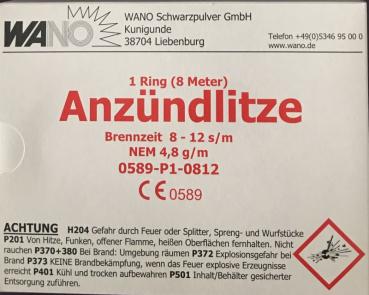 WANO
WANO Schwarzpulver GmbH
Kunigunde
38704 Liebenburg
Telefon +49(0)5346 95 00 0
www.wano.de
1 Ring (8 Meter)
Anzündlitze
Brennzeit 8 - 12 s/m
NEM 4,8 g/m
0589-P1-0812
CE 0589
ACHTUNG H204 Gefahr durch Feuer oder Splitter, Spreng- und Wurfstücke
P201 Von Hitze, Funken, offener Flamme, heißen Oberflächen fernhalten. Nicht
rauchen P370+380 Bei Brand: Umgebung räumen P372 Explosionsgefahr bei
Brand P373 KEINE Brandbekämpfung, wenn das Feuer explosive Erzeugnisse
erreicht P401 Kühl und trocken aufbewahren P501 Inhalt/Behälter gesicherter
Entsorgung zuführen.